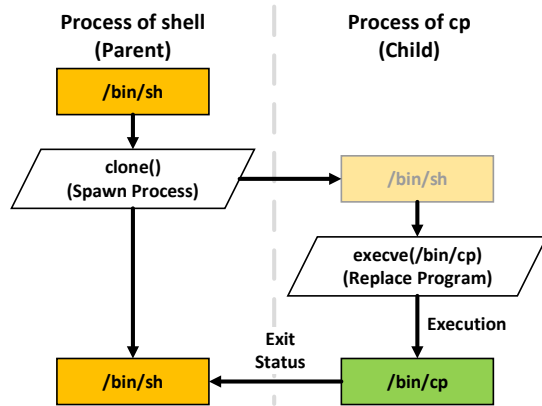 Process of shell
(Parent)
Process of cp
(Child)
/bin/sh
clone()
(Spawn Process)
/bin/sh
execve(/bin/cp)
(Replace Program)
Execution
Exit
Status
/bin/sh
/bin/cp